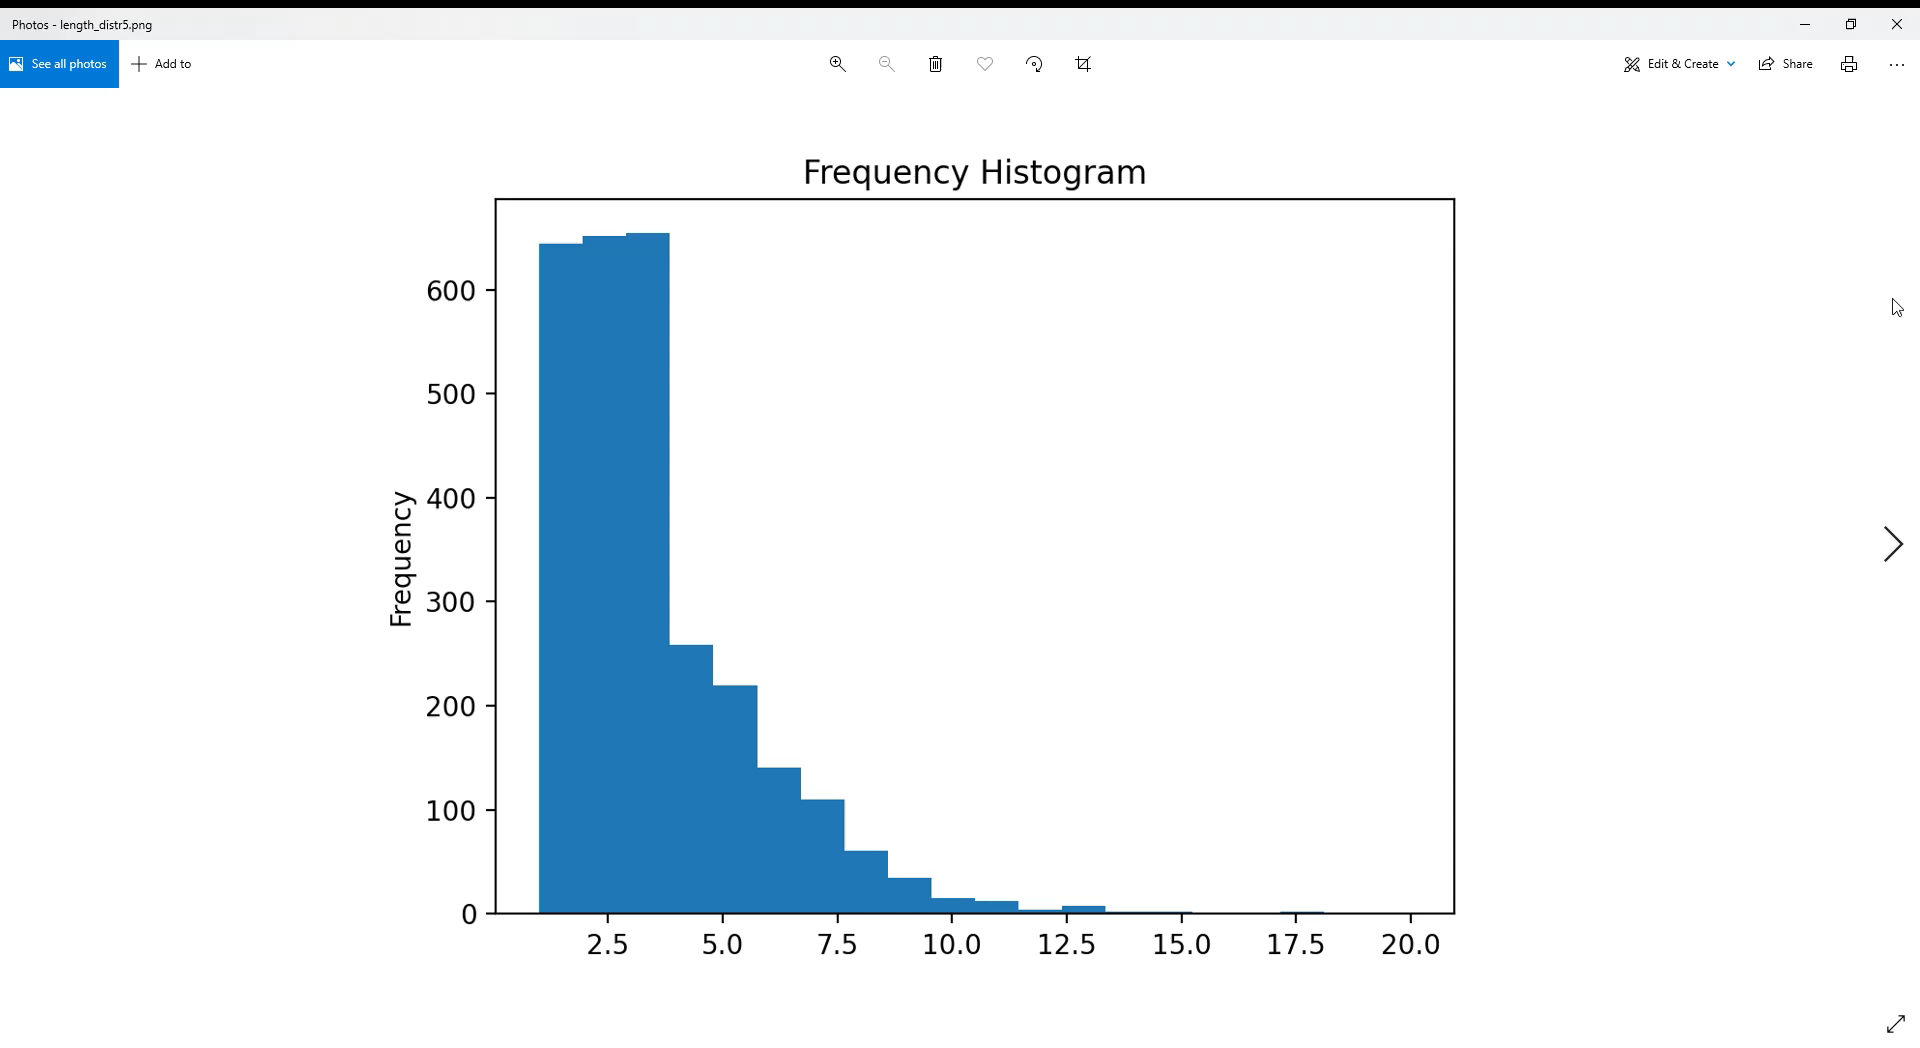 Photos - length_distr5.png
See all photos
Add to
Edit & Create
Share
Frequency Histogram
Frequency
600
500
400
300
200
100
0
2.5 5.0 7.5 10.0 12.5 15.0 17.5 20.0